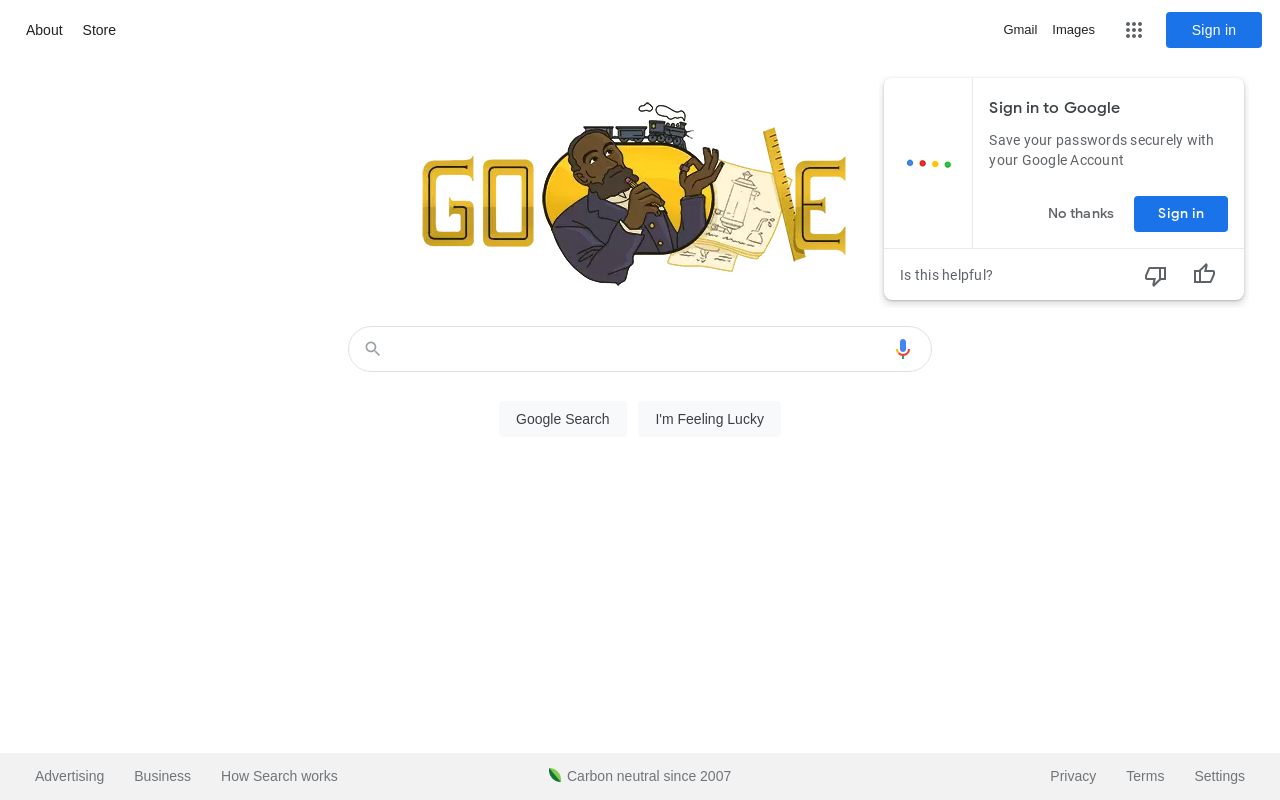 About
Store
Gmail
Images
Sign in
Sign in to Google
Save your passwords securely with
your Google Account
No thanks
Sign in
Is this helpful?
GOOGLE
Google Search
I'm Feeling Lucky
Advertising
Business
How Search works
Carbon neutral since 2007
Privacy
Terms
Settings